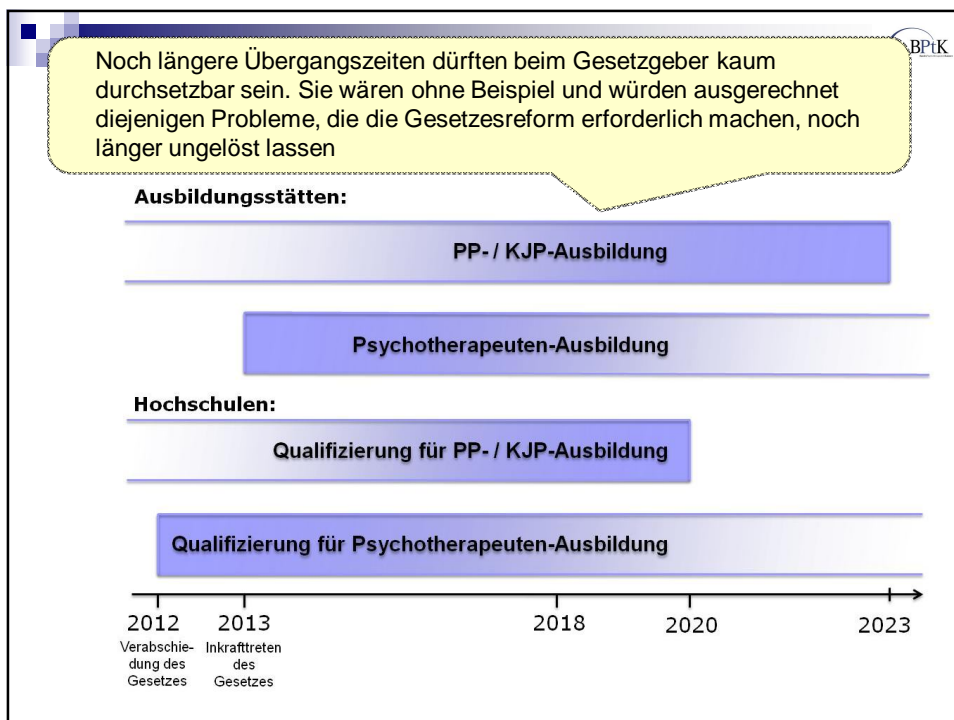 BPtK
Noch längere Übergangszeiten dürften beim Gesetzgeber kaum
durchsetzbar sein. Sie wären ohne Beispiel und würden ausgerechnet
diejenigen Probleme, die die Gesetzesreform erforderlich machen, noch
länger ungelöst lassen
Ausbildungsstätten:
PP- / KJP-Ausbildung
Psychotherapeuten-Ausbildung
Hochschulen:
Qualifizierung für PP- / KJP-Ausbildung
Qualifizierung für Psychotherapeuten-Ausbildung
2012 2013 2018 2020 2023
Verabschie- Inkrafttreten
dung des des
Gesetzes Gesetzes